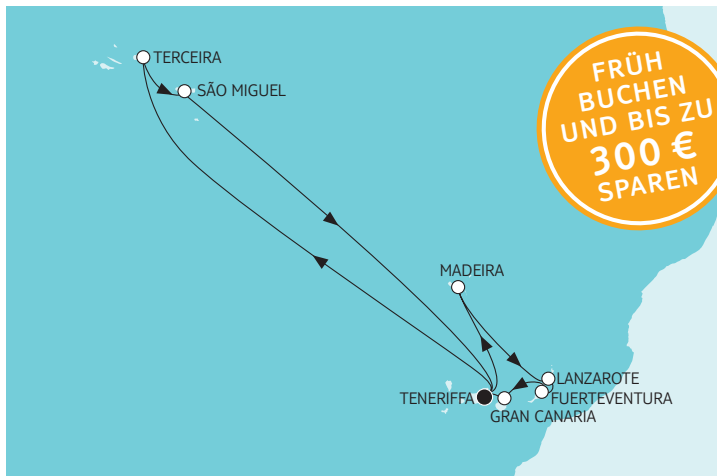 TERCEIRA
SÃO MIGUEL
FRÜH
BUCHEN
UND BIS ZU
300 €
SPAREN
MADEIRA
LANZAROTE
TENERIFFA
FUERTEVENTURA
GRAN CANARIA